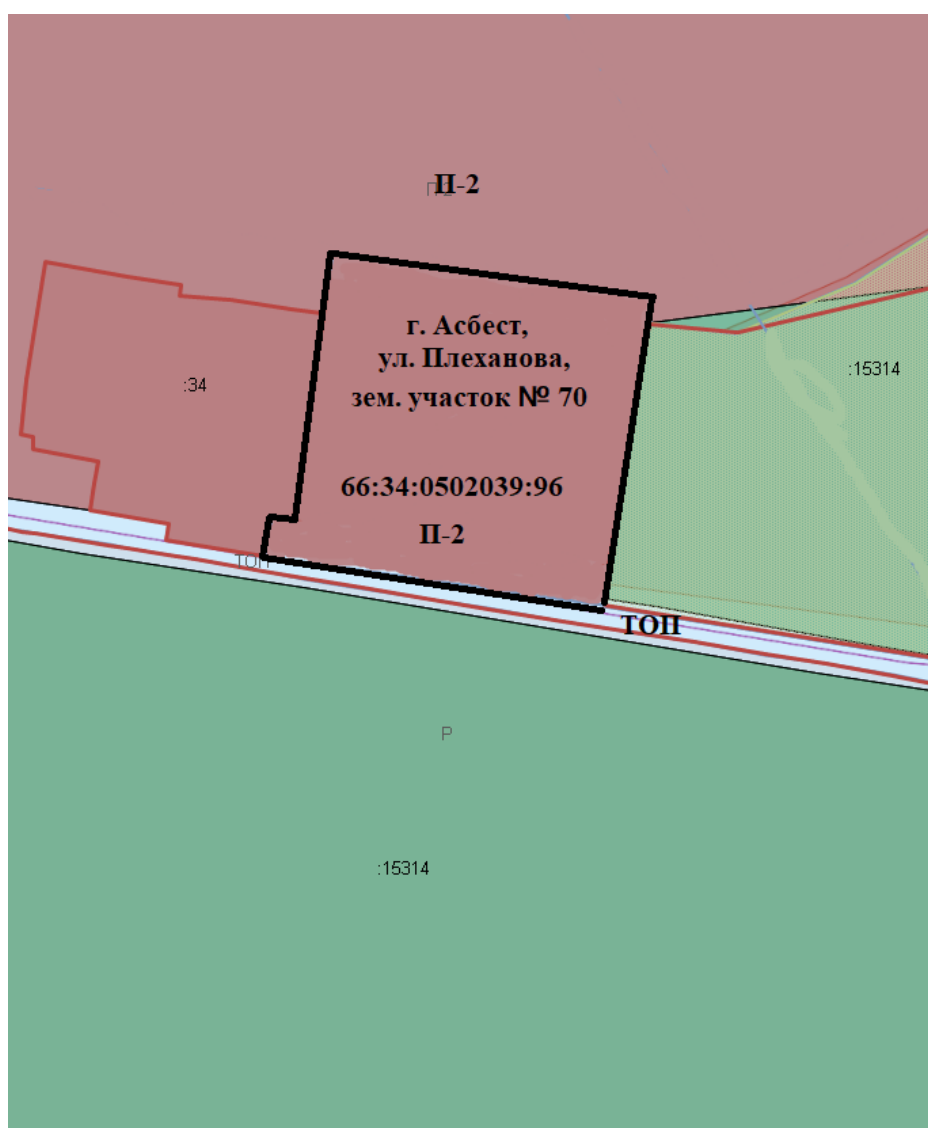 П-2
г. Асбест,
ул. Плеханова,
зем. участок № 70
:34
:15314
66:34:0502039:96
П-2
ТОП
ТОП
Р
:15314